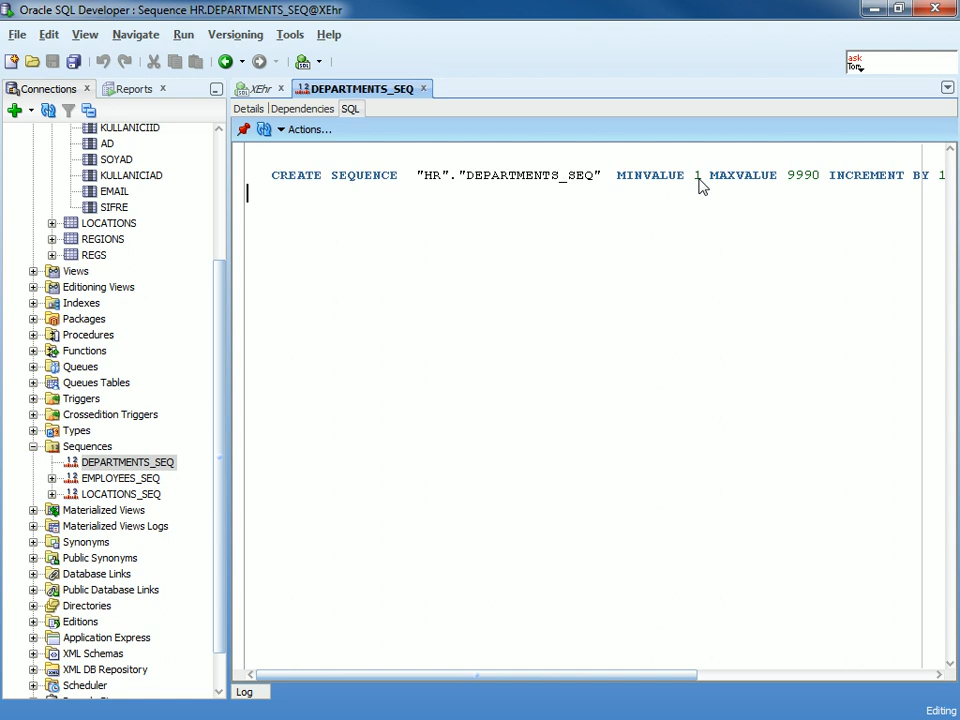 Oracle SQL Developer : Sequence HR.DEPARTMENTS_SEQ@XEhr
File Edit View Navigate Run Versioning Tools Help
ask
Tom
Connections Reports
XEhr DEPARTMENTS_SEQ
Details Dependencies SQL
Actions...
CREATE SEQUENCE "HR"."DEPARTMENTS_SEQ" MINVALUE 1 MAXVALUE 9990 INCREMENT BY 1
KULLANICIID
AD
SOYAD
KULLANICIAD
EMAIL
SIFRE
LOCATIONS
REGIONS
REGS
Views
Editioning Views
Indexes
Packages
Procedures
Functions
Queues
Queues Tables
Triggers
Crossedition Triggers
Types
Sequences
DEPARTMENTS_SEQ
EMPLOYEES_SEQ
LOCATIONS_SEQ
Materialized Views
Materialized Views Logs
Synonyms
Public Synonyms
Database Links
Public Database Links
Directories
Editions
Application Express
XML Schemas
XML DB Repository
Scheduler
Log
Editing